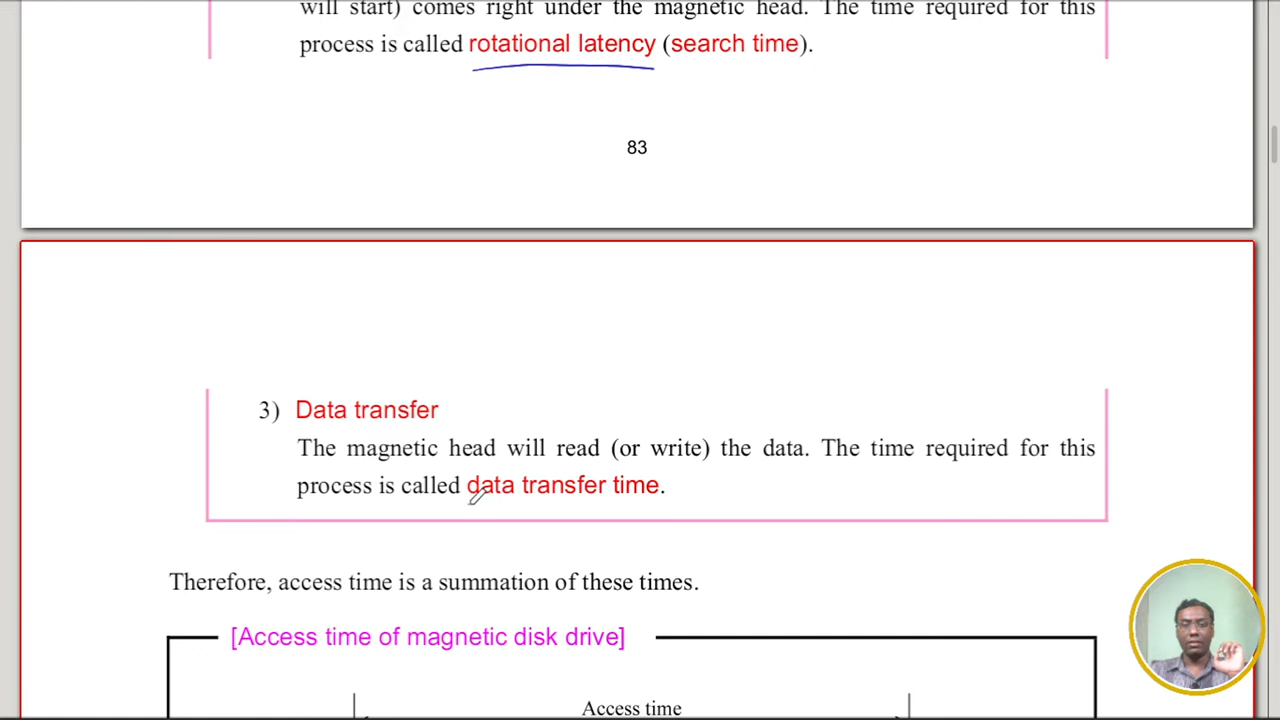 will start) comes right under the magnetic head. The time required for this
process is called rotational latency (search time).
83
3) Data transfer
The magnetic head will read (or write) the data. The time required for this
process is called data transfer time.
Therefore, access time is a summation of these times.
[Access time of magnetic disk drive]
Access time